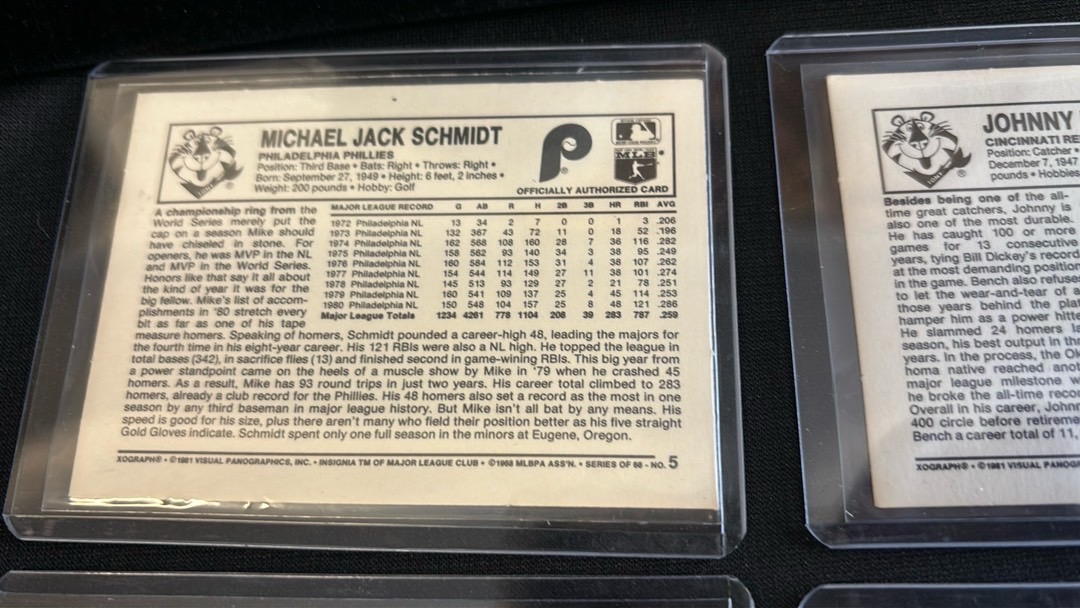 MICHAEL JACK SCHMIDT
PHILADELPHIA PHILLIES
Position: Third Base • Bats: Right • Throws: Right •
Born: September 27, 1949 • Height: 6 feet, 2 inches •
Weight: 200 pounds • Hobby: Golf
MLB
OFFICIALLY AUTHORIZED CARD
A championship ring from the
World Series merely put the
cap on a season Mike should
have chiseled in stone. For
openers, he was MVP in the NL
and MVP in the World Series.
Honors like that say it all about
the kind of year it was for the
big fellow. Mike's list of accom-
plishments in '80 stretch every
bit as far as one of his tape
MAJOR LEAGUE RECORD G AB R H 2B 3B HR RBI AVG
1972 Philadelphia NL 13 34 2 7 0 0 1 3 .206
1973 Philadelphia NL 132 367 43 72 11 0 18 52 .196
1974 Philadelphia NL 162 568 108 160 28 7 36 116 .282
1975 Philadelphia NL 158 562 93 140 34 3 38 95 .249
1976 Philadelphia NL 160 584 112 153 31 4 38 107 .262
1977 Philadelphia NL 154 544 114 149 27 11 38 101 .274
1978 Philadelphia NL 145 513 93 129 27 2 21 78 .251
1979 Philadelphia NL 160 541 109 137 25 4 45 114 .253
1980 Philadelphia NL 150 548 104 157 25 8 48 121 .286
Major League Totals 1234 4261 778 1104 208 39 283 787 .259
measure homers. Speaking of homers, Schmidt pounded a career-high 48, leading the majors for
the fourth time in his eight-year career. His 121 RBIs were also a NL high. He topped the league in
total bases (342), in sacrifice flies (13) and finished second in game-wining RBIs. This big year from
a power standpoint came on the heels of a muscle show by Mike in '79 when he crashed 45
homers. As a result, Mike has 93 round trips in just two years. His career total climbed to 283
homers, already a club record for the Phillies. His 48 homers also set a record as the most in one
season by any third baseman in major league history. But Mike isn't all bat by any means. His
speed is good for his size, plus there aren't many who field their position better as his five straight
Gold Gloves indicate. Schmidt spent only one full season in the minors at Eugene, Oregon.
XOGRAPH® • ©1981 VISUAL PANOGRAPHICS, INC. • INSIGNIA TM OF MAJOR LEAGUE CLUB • ©1968 MLBPA ASS'N. • SERIES OF 66 - NO. 5
JOHNNY
CINCINNATI RE
Position: Catcher •
December 7, 1947
pounds • Hobbies
Besides being one of the all-
time great catchers, Johnny is
also one of the most durable.
He has caught 100 or more
games for 13 consecutive
years, tying Bill Dickey's record
at the most demanding position
in the game. Bench also refuses
to let the wear-and-tear of a
those years behind the plat
hamper him as a power hitte
He slammed 24 homers la
season, his best output in th
years. In the process, the Ok
homa native reached anot
major league milestone w
he broke the all-time reco
Overall in his career, Johnn
400 circle before retireme
Bench a career total of 11,
XOGRAPH® • ©1981 VISUAL PANOG